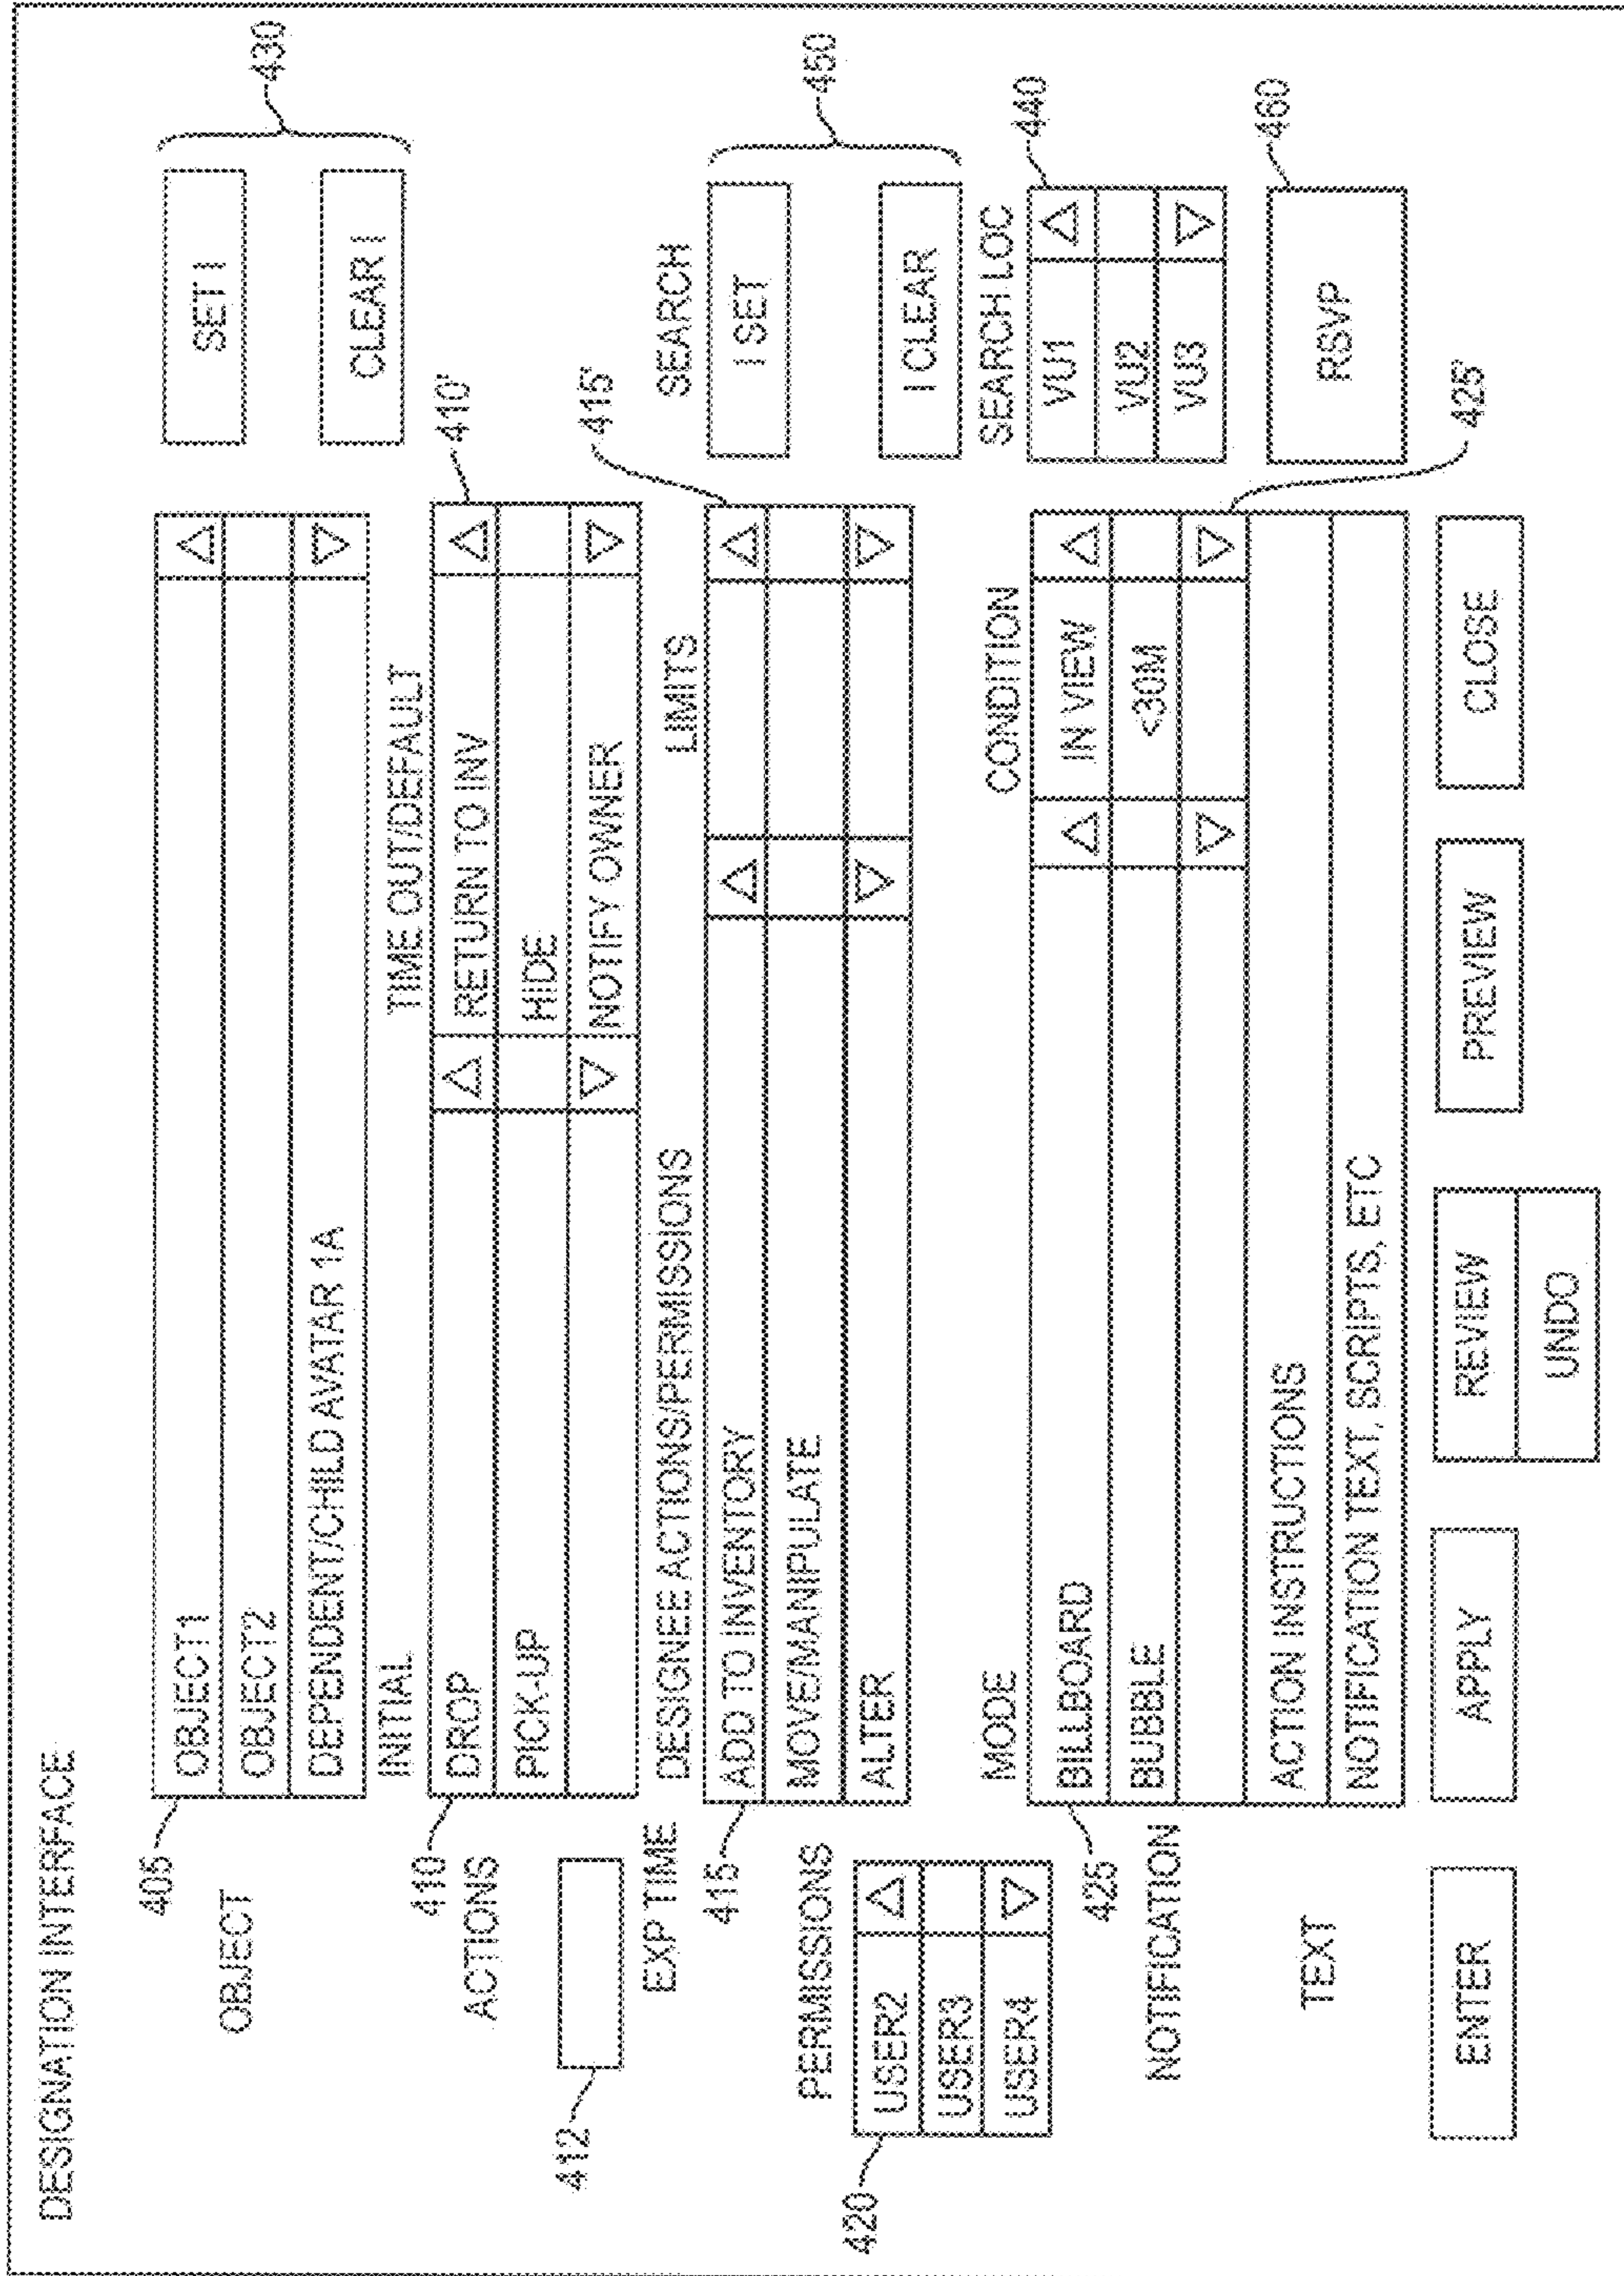 DESIGNATION INTERFACE
405
OBJECT
OBJECT1
OBJECT2
DEPENDENT/CHILD AVATAR 1A
SET I
CLEAR I
430
INITIAL
TIME OUT/DEFAULT
410
ACTIONS
DROP
PICK-UP
RETURN TO INV
HIDE
NOTIFY OWNER
410'
412
EXP TIME
DESIGNEE ACTIONS/PERMISSIONS
LIMITS
415'
415
ADD TO INVENTORY
MOVE/MANIPULATE
ALTER
SEARCH
I SET
I CLEAR
450
PERMISSIONS
420
USER2
USER3
USER4
MODE
CONDITION
SEARCH LOC
425
NOTIFICATION
BILLBOARD
BUBBLE
IN VIEW
<30M
VU1
VU2
VU3
440
425'
TEXT
ACTION INSTRUCTIONS
NOTIFICATION TEXT, SCRIPTS, ETC
RSVP
460
ENTER
APPLY
REVIEW
UNDO
PREVIEW
CLOSE